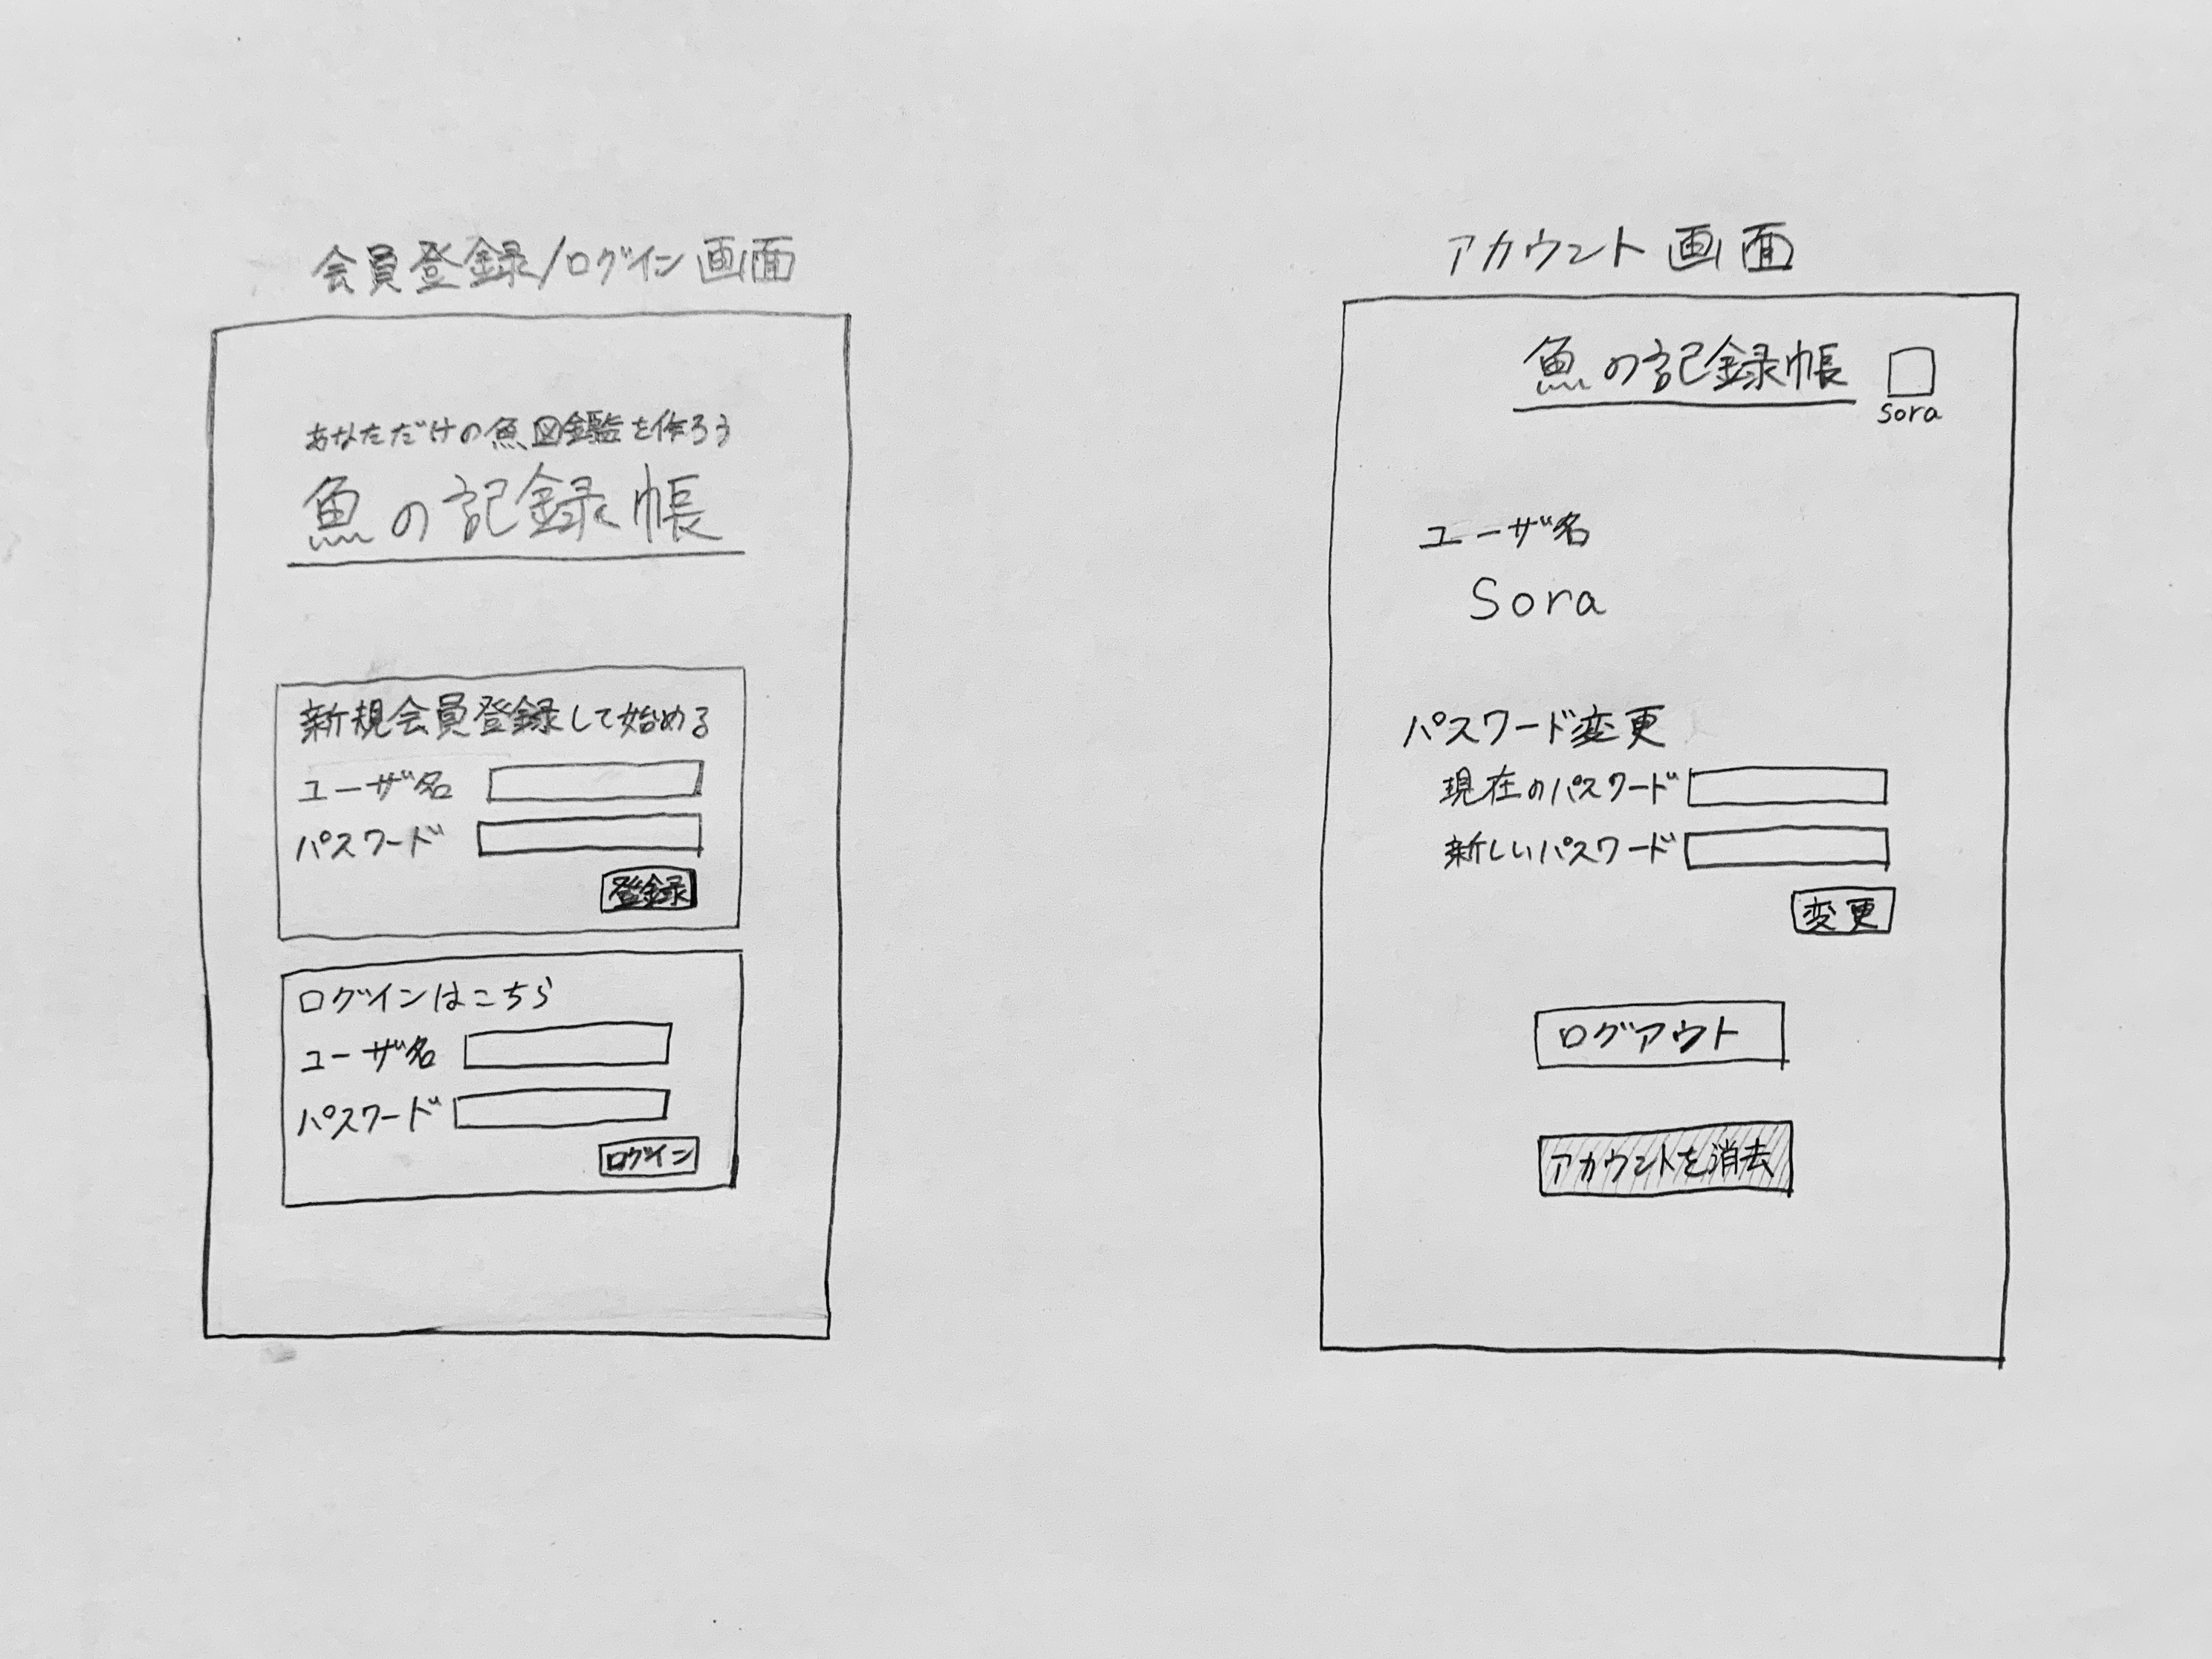 会員登録/ログイン画面
あなただけの魚図鑑を作ろう
魚の記録帳
新規会員登録して始める
ユーザ名
パスワード
登録
ログインはこちら
ユーザ名
パスワード
ログイン
アカウント画面
魚の記録帳
sora
ユーザ名
Sora
パスワード変更
現在のパスワード
新しいパスワード
変更
ログアウト
アカウントを消去